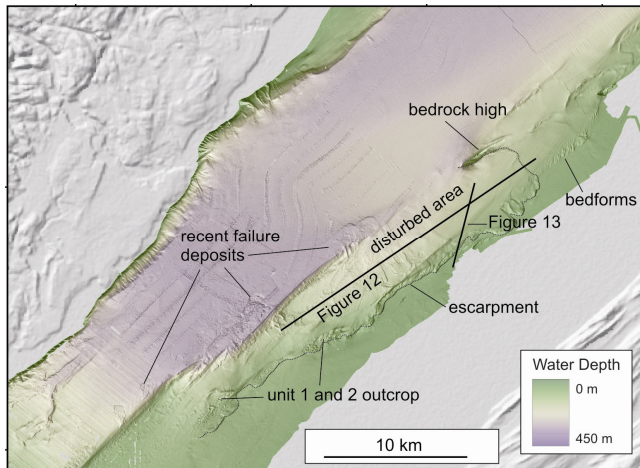 bedrock high
bedforms
disturbed area
Figure 13
recent failure
deposits
Figure 12
escarpment
unit 1 and 2 outcrop
Water Depth
0 m
450 m
10 km